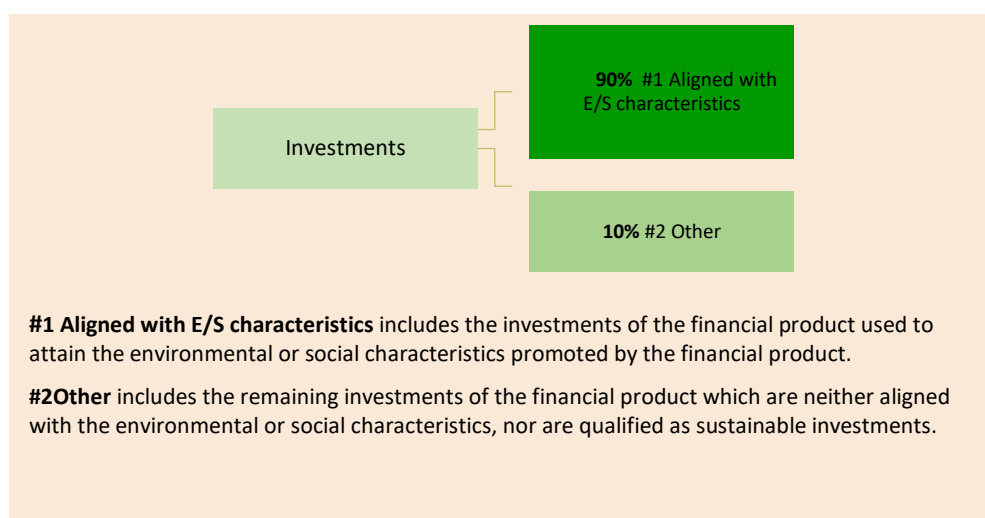 90% #1 Aligned with
E/S characteristics
Investments
10% #2 Other
#1 Aligned with E/S characteristics includes the investments of the financial product used to
attain the environmental or social characteristics promoted by the financial product.
#2Other includes the remaining investments of the financial product which are neither aligned
with the environmental or social characteristics, nor are qualified as sustainable investments.